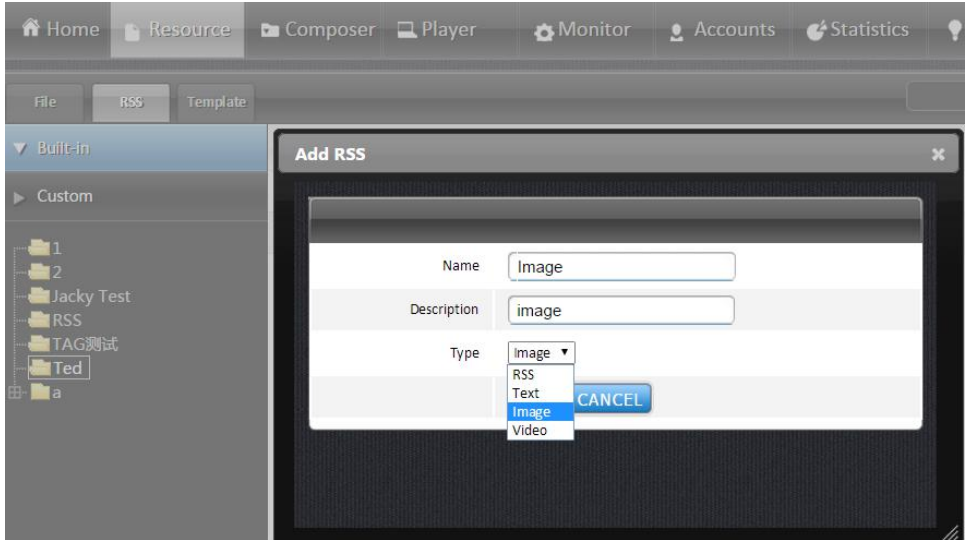 Home Resource Composer Player Monitor Accounts Statistics
File RSS Template
Built-in
Custom
1
2
Jacky Test
RSS
TAG测试
Ted
a
Add RSS
Name Image
Description image
Type Image
RSS
Text
Image
Video
CANCEL